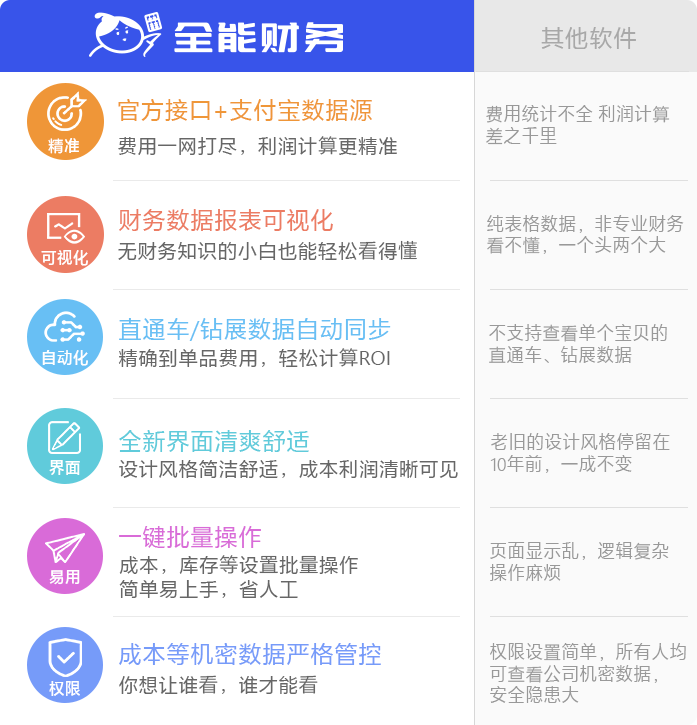 全能财务
其他软件
精准
官方接口+支付宝数据源
费用一网打尽，利润计算更精准
费用统计不全 利润计算
差之千里
可视化
财务数据报表可视化
无财务知识的小白也能轻松看得懂
纯表格数据，非专业财务
看不懂，一个头两个大
自动化
直通车/钻展数据自动同步
精确到单品费用，轻松计算ROI
不支持查看单个宝贝的
直通车、钻展数据
界面
全新界面清爽舒适
设计风格简洁舒适，成本利润清晰可见
老旧的设计风格停留在
10年前，一成不变
易用
一键批量操作
成本，库存等设置批量操作
简单易上手，省人工
页面显示乱，逻辑复杂
操作麻烦
权限
成本等机密数据严格管控
你想让谁看，谁才能看
权限设置简单，所有人均
可查看公司机密数据，
安全隐患大